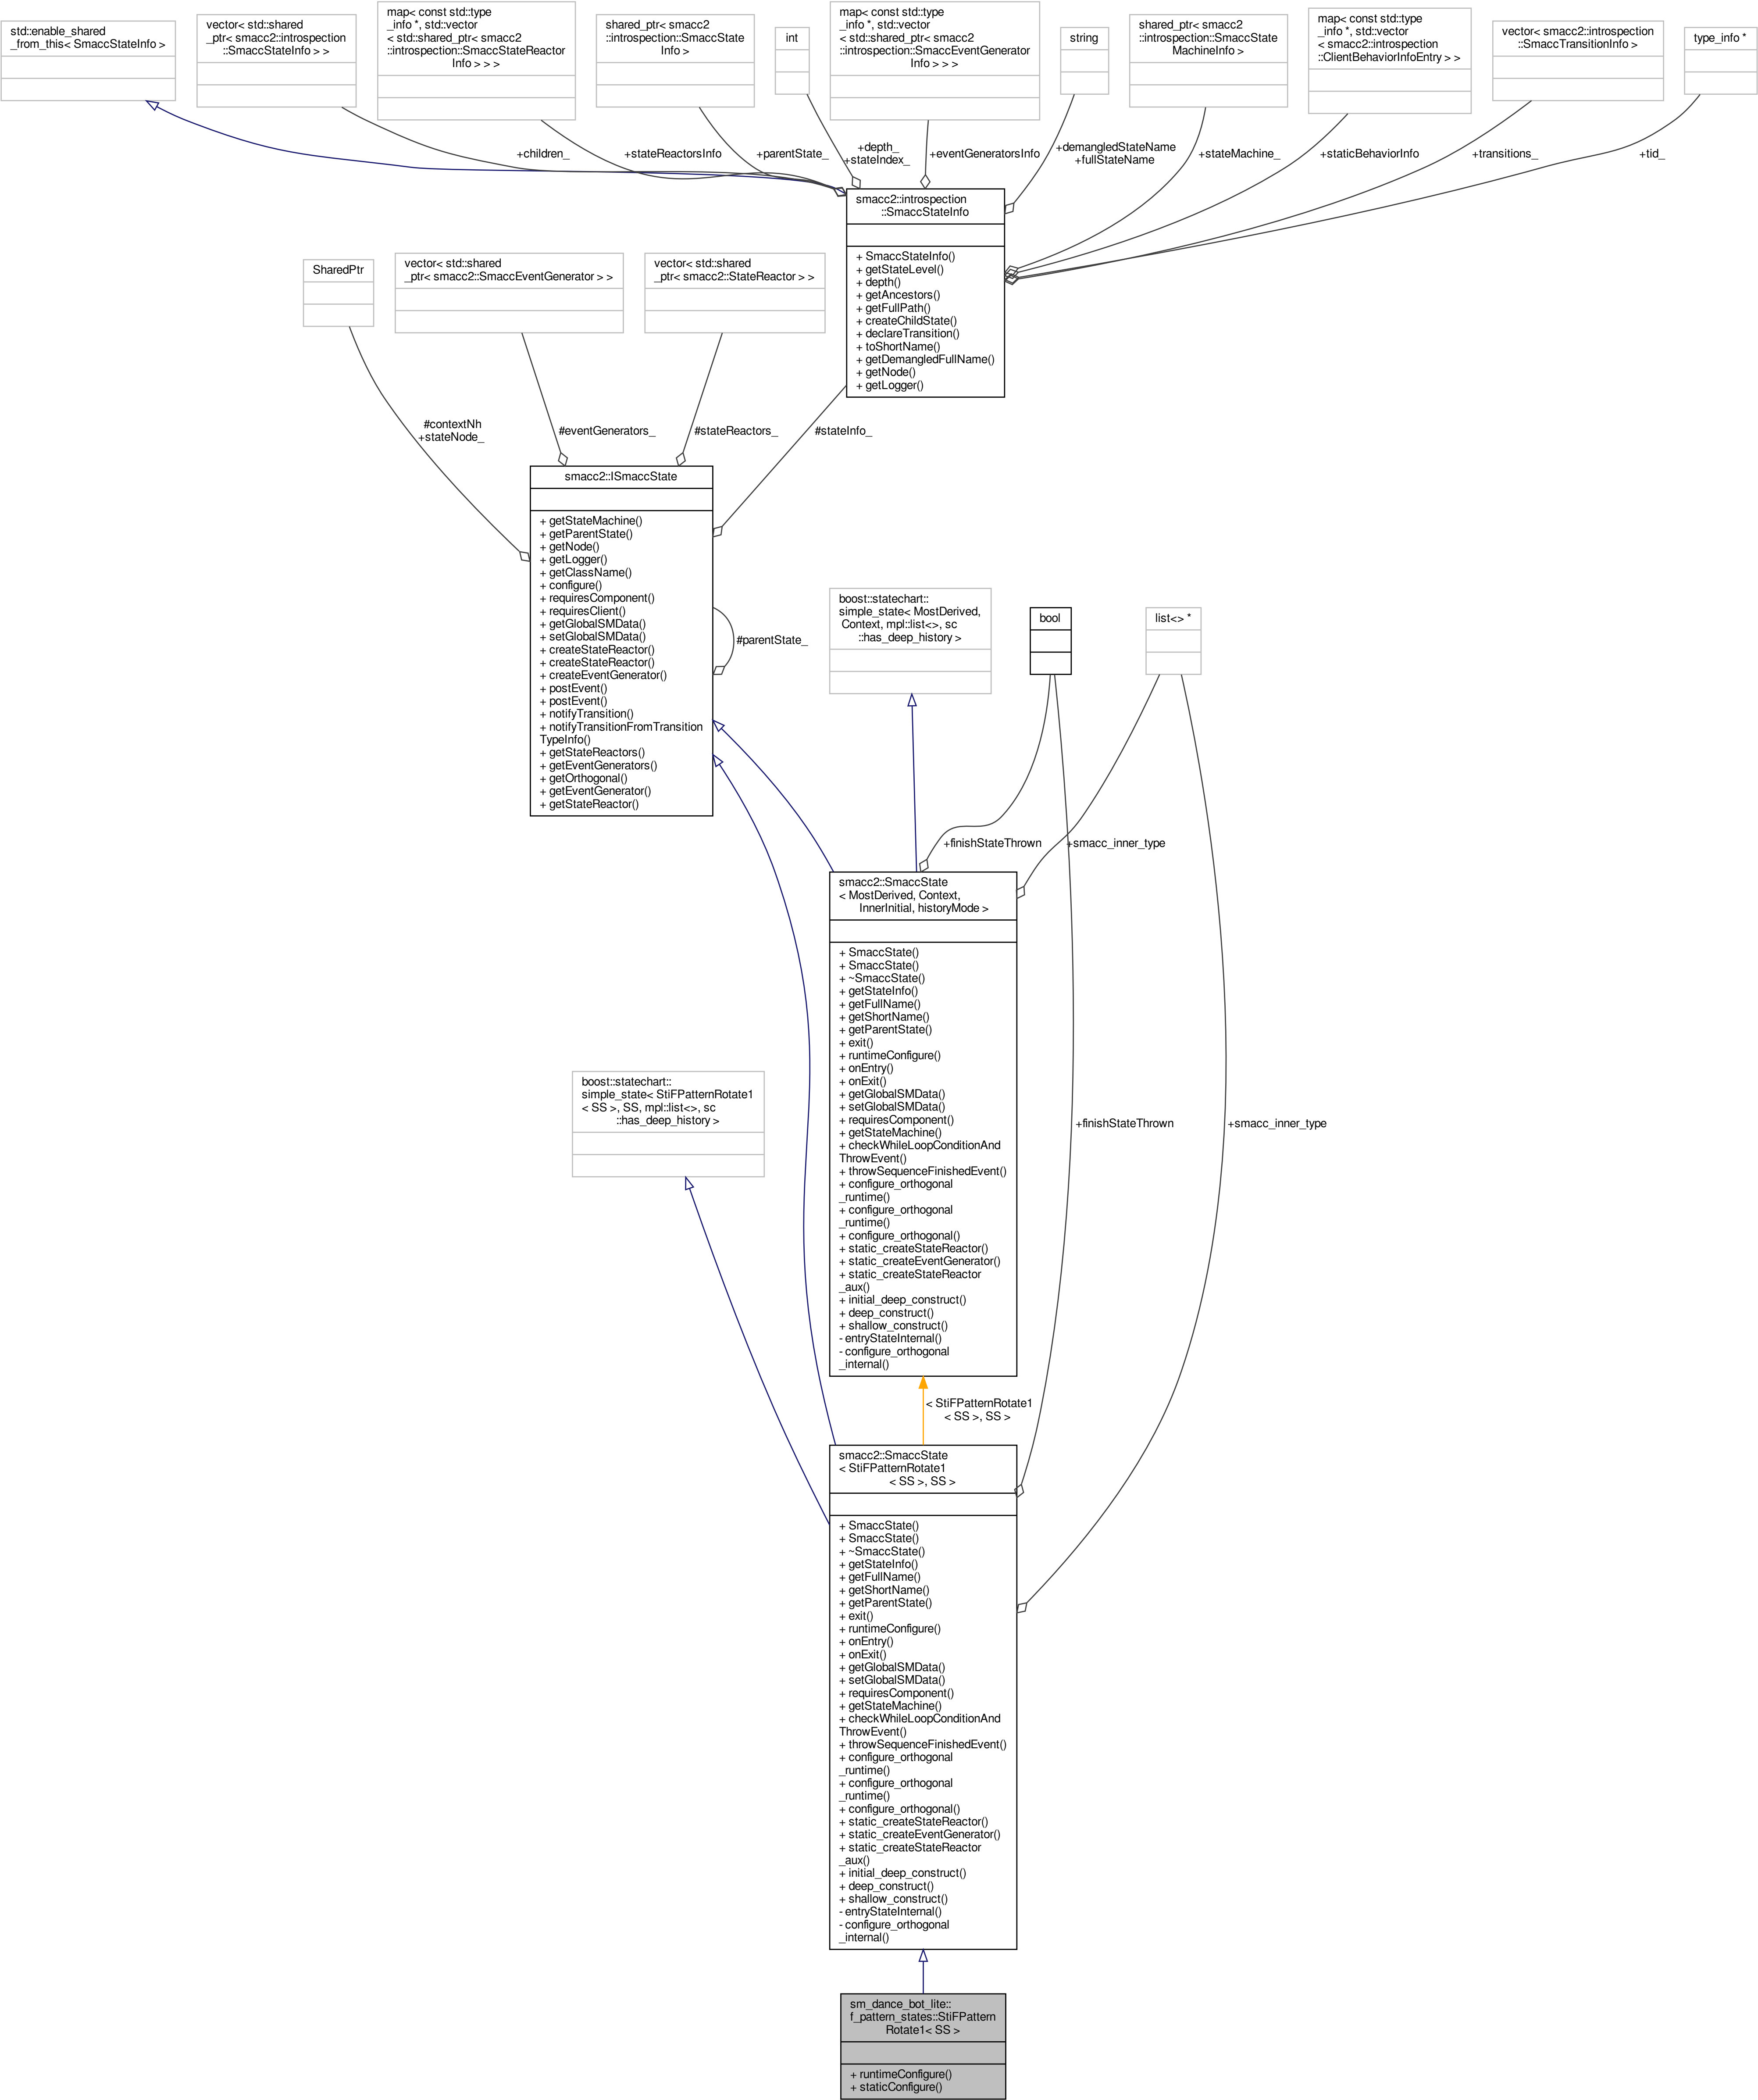 std::enable_shared
_from_this< SmaccStateInfo >
vector< std::shared
_ptr< smacc2::introspection
::SmaccStateInfo > >
map< const std::type
_info *, std::vector
< std::shared_ptr< smacc2
::introspection::SmaccStateReactor
Info > > >
shared_ptr< smacc2
::introspection::SmaccState
Info >
int
map< const std::type
_info *, std::vector
< std::shared_ptr< smacc2
::introspection::SmaccEventGenerator
Info > > >
string
shared_ptr< smacc2
::introspection::SmaccState
MachineInfo >
map< const std::type
_info *, std::vector
< smacc2::introspection
::ClientBehaviorInfoEntry > >
vector< smacc2::introspection
::SmaccTransitionInfo >
type_info *
+children_
+stateReactorsInfo
+parentState_
+depth_
+stateIndex_
+eventGeneratorsInfo
+demangledStateName
+fullStateName
+stateMachine_
+staticBehaviorInfo
+transitions_
+tid_
smacc2::introspection
::SmaccStateInfo
+ SmaccStateInfo()
+ getStateLevel()
+ depth()
+ getAncestors()
+ getFullPath()
+ createChildState()
+ declareTransition()
+ toShortName()
+ getDemangledFullName()
+ getNode()
+ getLogger()
SharedPtr
vector< std::shared
_ptr< smacc2::SmaccEventGenerator > >
vector< std::shared
_ptr< smacc2::StateReactor > >
#contextNh
+stateNode_
#eventGenerators_
#stateReactors_
#stateInfo_
smacc2::ISmaccState
+ getStateMachine()
+ getParentState()
+ getNode()
+ getLogger()
+ getClassName()
+ configure()
+ requiresComponent()
+ requiresClient()
+ getGlobalSMData()
+ setGlobalSMData()
+ createStateReactor()
+ createStateReactor()
+ createEventGenerator()
+ postEvent()
+ postEvent()
+ notifyTransition()
+ notifyTransitionFromTransition
TypeInfo()
+ getStateReactors()
+ getEventGenerators()
+ getOrthogonal()
+ getEventGenerator()
+ getStateReactor()
#parentState_
boost::statechart::
simple_state< MostDerived,
Context, mpl::list<>, sc
::has_deep_history >
bool
list<> *
+finishStateThrown
+smacc_inner_type
smacc2::SmaccState
< MostDerived, Context,
InnerInitial, historyMode >
+ SmaccState()
+ SmaccState()
+ ~SmaccState()
+ getStateInfo()
+ getFullName()
+ getShortName()
+ getParentState()
+ exit()
+ runtimeConfigure()
+ onEntry()
+ onExit()
+ getGlobalSMData()
+ setGlobalSMData()
+ requiresComponent()
+ getStateMachine()
+ checkWhileLoopConditionAnd
ThrowEvent()
+ throwSequenceFinishedEvent()
+ configure_orthogonal
_runtime()
+ configure_orthogonal
_runtime()
+ configure_orthogonal()
+ static_createStateReactor()
+ static_createEventGenerator()
+ static_createStateReactor
_aux()
+ initial_deep_construct()
+ deep_construct()
+ shallow_construct()
- entryStateInternal()
- configure_orthogonal
_internal()
boost::statechart::
simple_state< StiFPatternRotate1
< SS >, SS, mpl::list<>, sc
::has_deep_history >
+finishStateThrown
+smacc_inner_type
< StiFPatternRotate1
< SS >, SS >
smacc2::SmaccState
< StiFPatternRotate1
< SS >, SS >
+ SmaccState()
+ SmaccState()
+ ~SmaccState()
+ getStateInfo()
+ getFullName()
+ getShortName()
+ getParentState()
+ exit()
+ runtimeConfigure()
+ onEntry()
+ onExit()
+ getGlobalSMData()
+ setGlobalSMData()
+ requiresComponent()
+ getStateMachine()
+ checkWhileLoopConditionAnd
ThrowEvent()
+ throwSequenceFinishedEvent()
+ configure_orthogonal
_runtime()
+ configure_orthogonal
_runtime()
+ configure_orthogonal()
+ static_createStateReactor()
+ static_createEventGenerator()
+ static_createStateReactor
_aux()
+ initial_deep_construct()
+ deep_construct()
+ shallow_construct()
- entryStateInternal()
- configure_orthogonal
_internal()
sm_dance_bot_lite::
f_pattern_states::StiFPattern
Rotate1< SS >
+ runtimeConfigure()
+ staticConfigure()